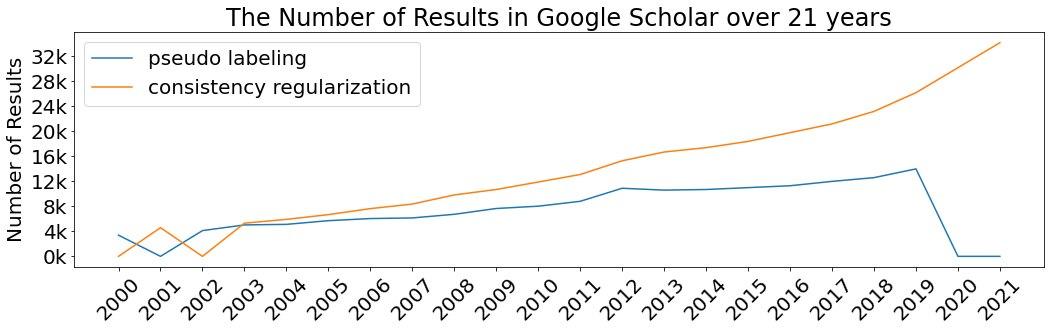 The Number of Results in Google Scholar over 21 years
pseudo labeling
consistency regularization
Number of Results
32k
28k
24k
20k
16k
12k
8k
4k
0k
2000
2001
2002
2003
2004
2005
2006
2007
2008
2009
2010
2011
2012
2013
2014
2015
2016
2017
2018
2019
2020
2021